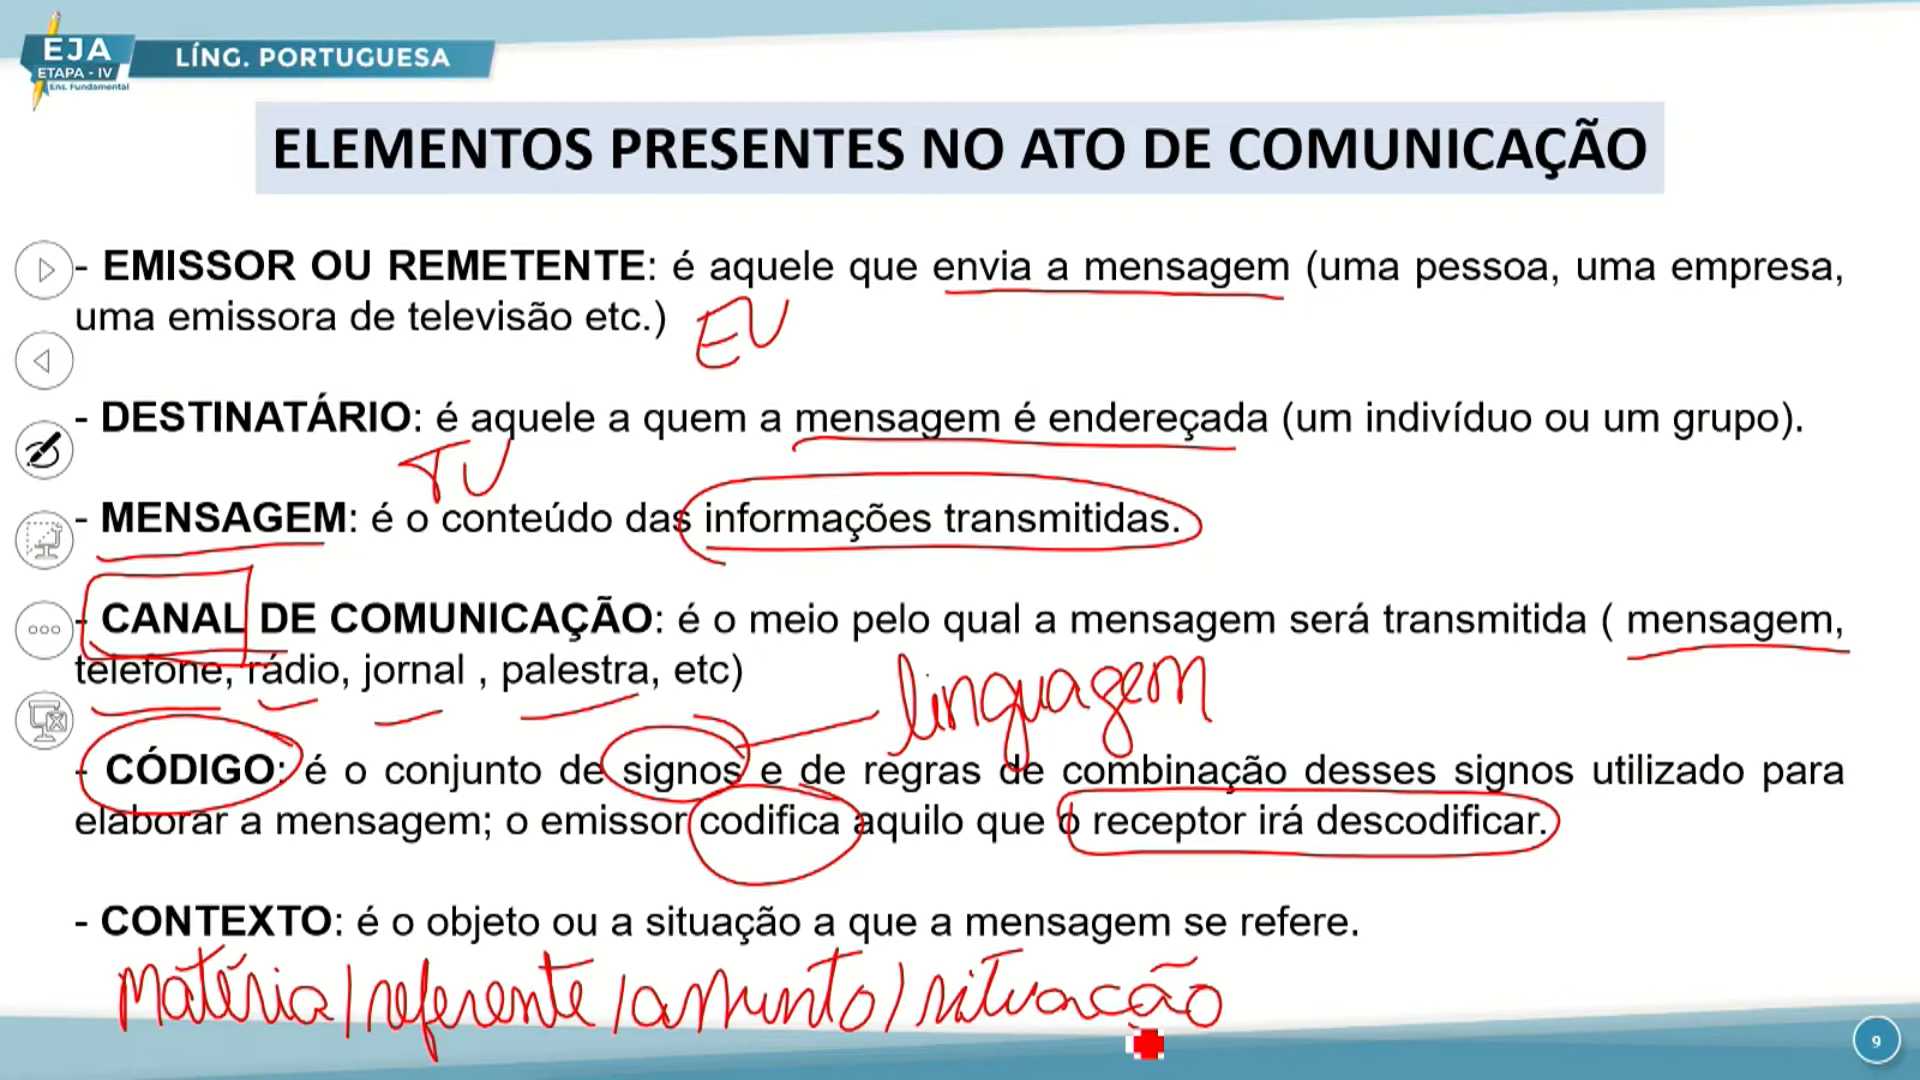 EJA
ETAPA - IV
Ens. Fundamental
LÍNG. PORTUGUESA
ELEMENTOS PRESENTES NO ATO DE COMUNICAÇÃO
- EMISSOR OU REMETENTE: é aquele que envia a mensagem (uma pessoa, uma empresa,
uma emissora de televisão etc.)
EU
- DESTINATÁRIO: é aquele a quem a mensagem é endereçada (um indivíduo ou um grupo).
TU
- MENSAGEM: é o conteúdo das informações transmitidas.
- CANAL DE COMUNICAÇÃO: é o meio pelo qual a mensagem será transmitida ( mensagem,
telefone, rádio, jornal , palestra, etc)
linguagem
- CÓDIGO: é o conjunto de signos e de regras de combinação desses signos utilizado para
elaborar a mensagem; o emissor codifica aquilo que o receptor irá descodificar.
- CONTEXTO: é o objeto ou a situação a que a mensagem se refere.
matéria/referente/assunto/situação
9